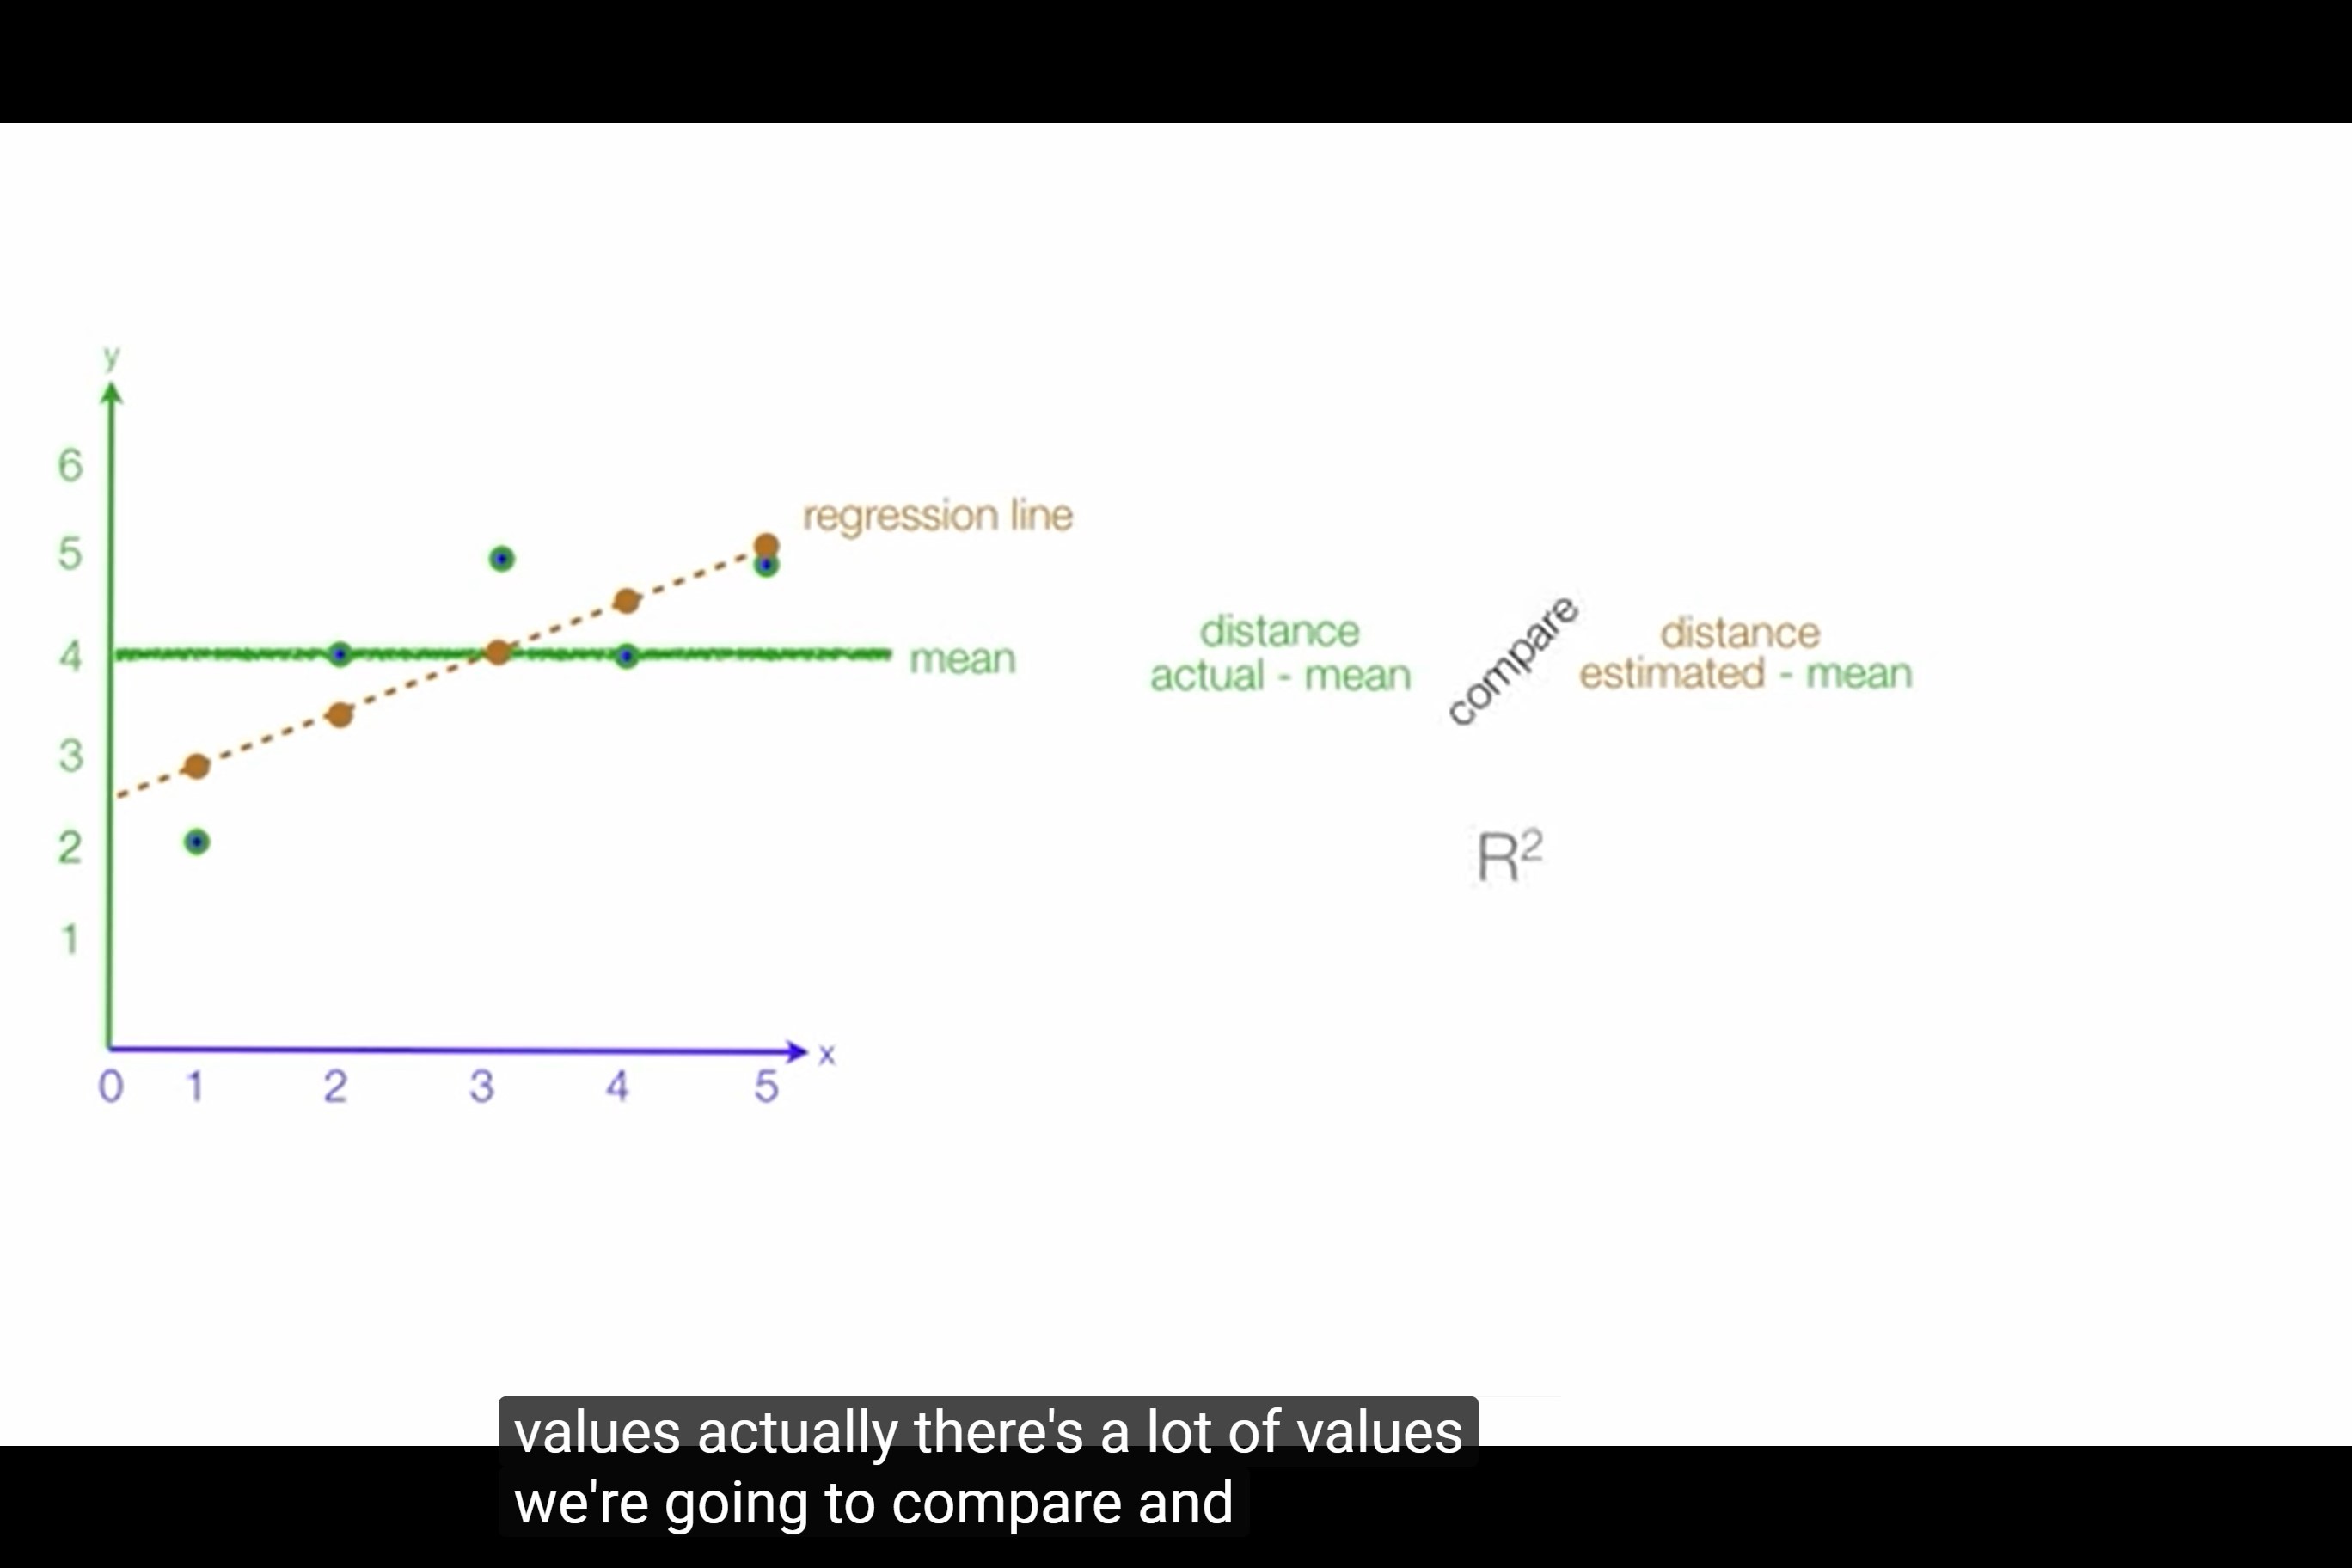 y
6
5
4
3
2
1
0 1 2 3 4 5
x
regression line
mean
distance
actual - mean
compare
distance
estimated - mean
R²
values actually there's a lot of values
we're going to compare and